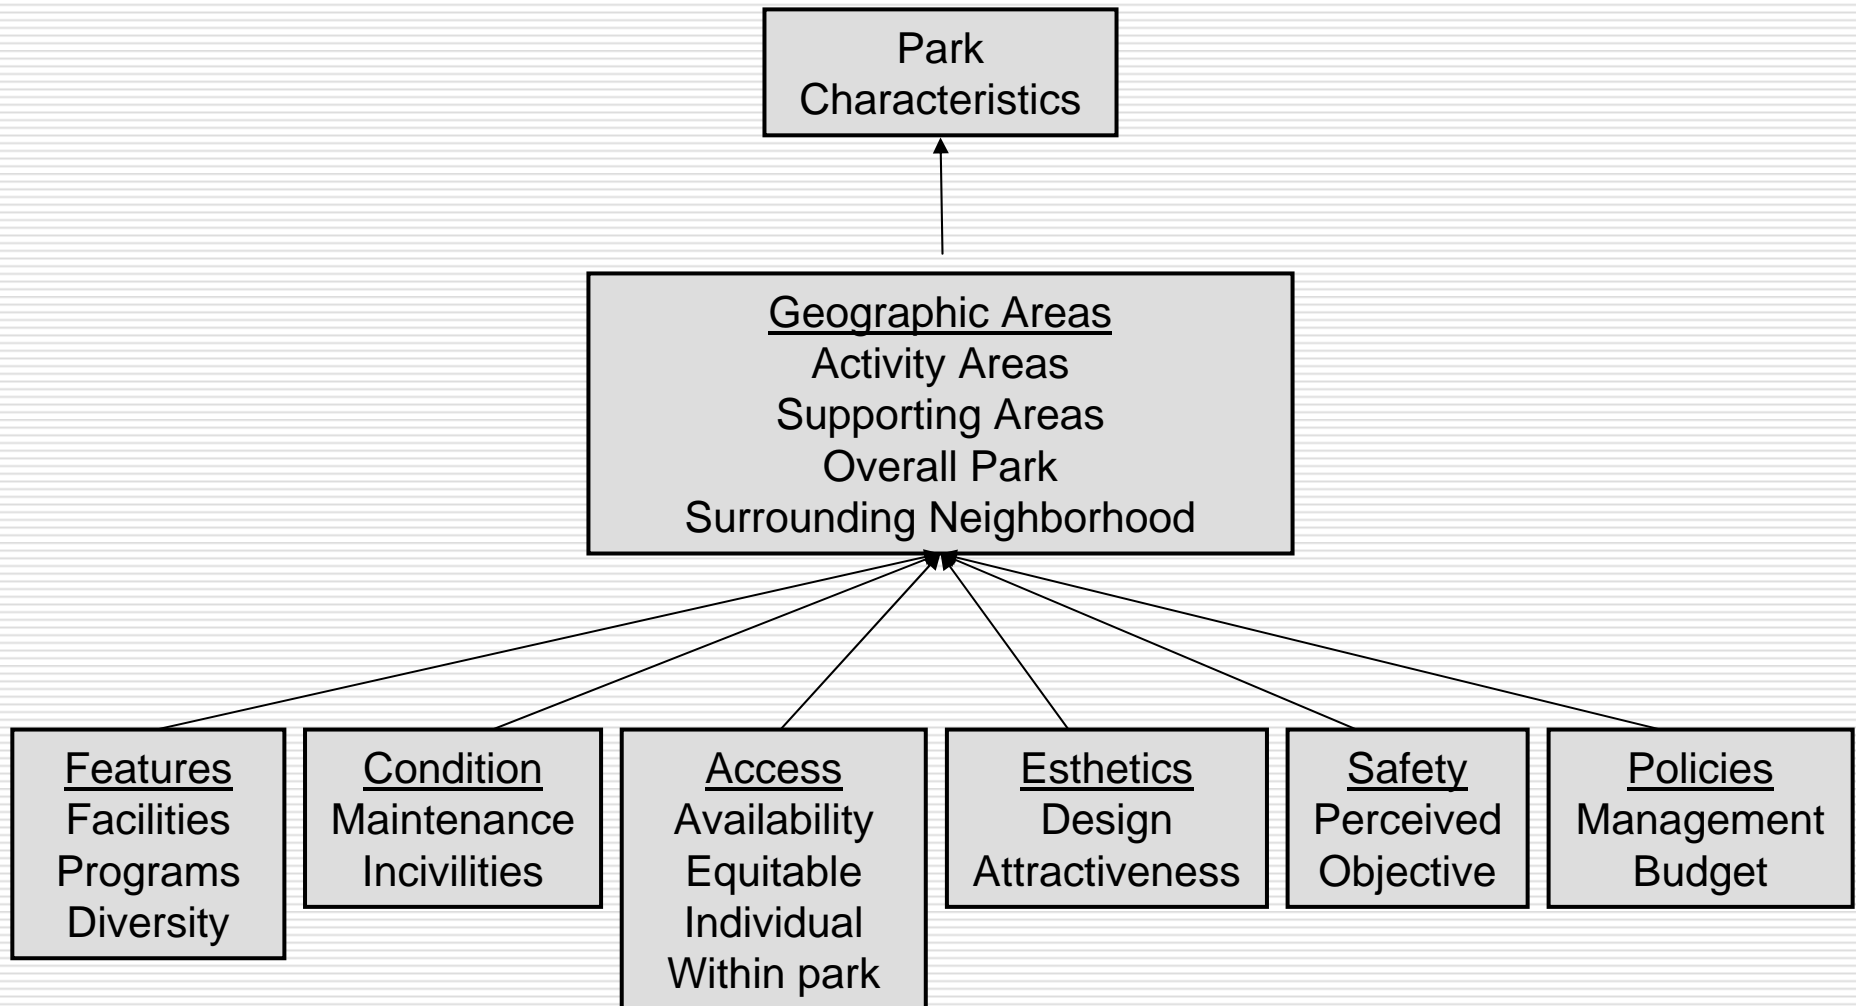 Park
Characteristics
Geographic Areas
Activity Areas
Supporting Areas
Overall Park
Surrounding Neighborhood
Features
Facilities
Programs
Diversity
Condition
Maintenance
Incivilities
Access
Availability
Equitable
Individual
Within park
Esthetics
Design
Attractiveness
Safety
Perceived
Objective
Policies
Management
Budget